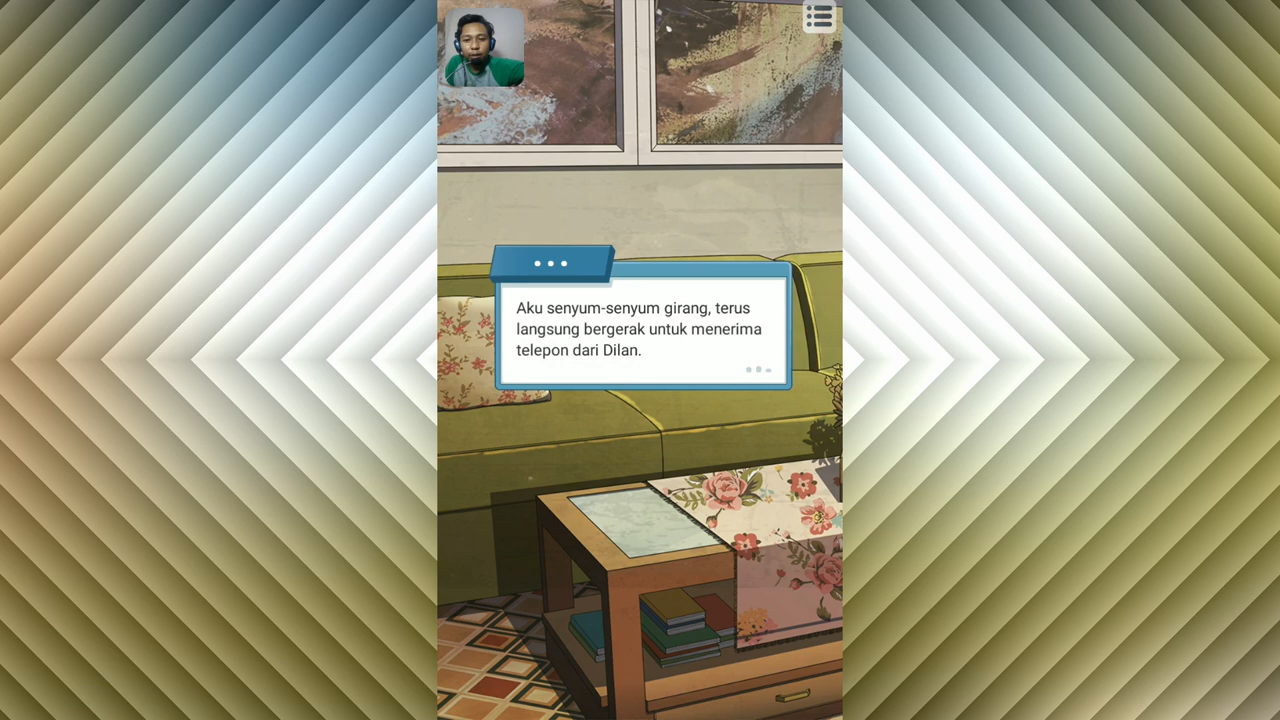 Aku senyum-senyum girang, terus
langsung bergerak untuk menerima
telepon dari Dilan.